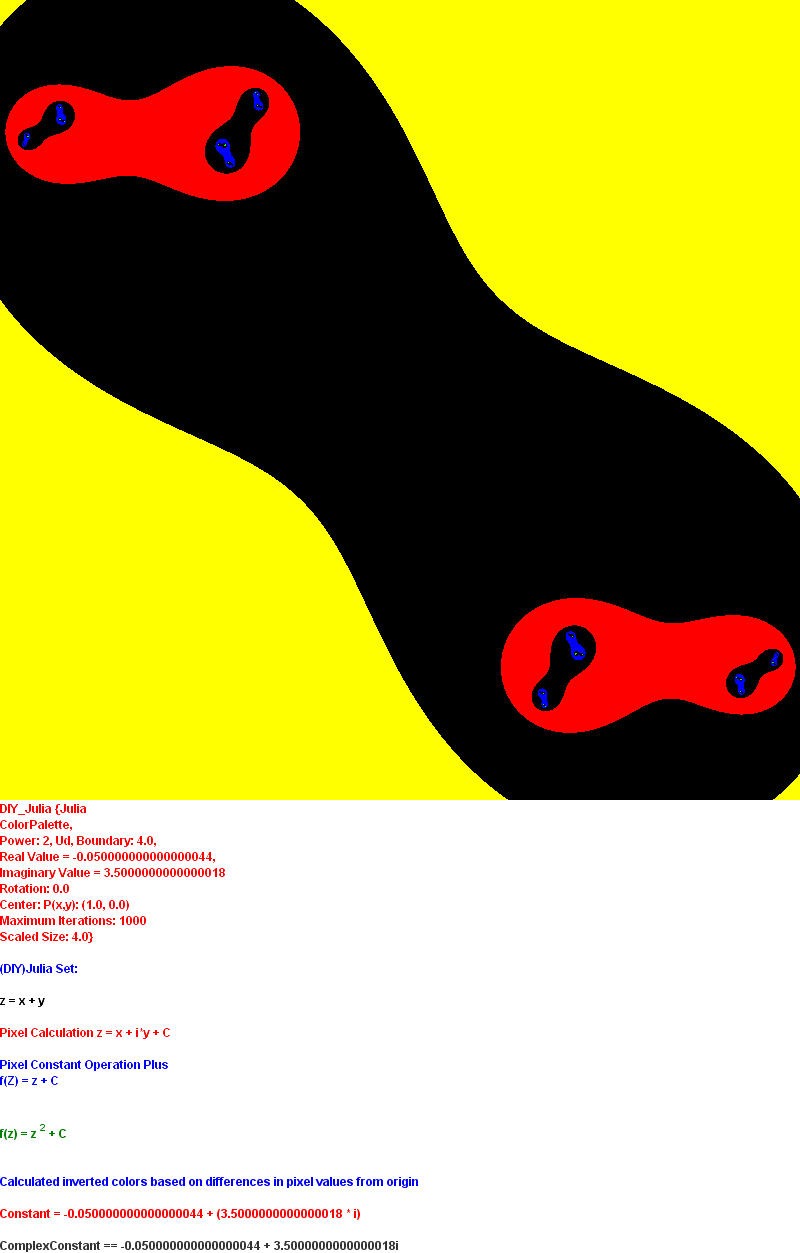 DIY_Julia {Julia
ColorPalette,
Power: 2, Ud, Boundary: 4.0,
Real Value = -0.050000000000000044,
Imaginary Value = 3.5000000000000018
Rotation: 0.0
Center: P(x,y): (1.0, 0.0)
Maximum Iterations: 1000
Scaled Size: 4.0}
(DIY)Julia Set:
z = x + y
Pixel Calculation z = x + i*y + C
Pixel Constant Operation Plus
f(Z) = z + C
f(z) = z ² + C
Calculated inverted colors based on differences in pixel values from origin
Constant = -0.050000000000000044 + (3.5000000000000018 * i)
ComplexConstant == -0.050000000000000044 + 3.5000000000000018i